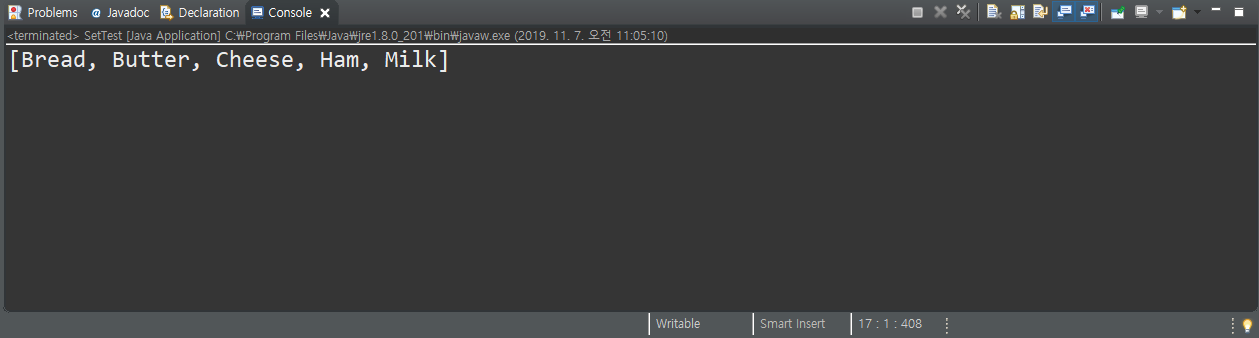 Problems @ Javadoc Declaration Console
<terminated> SetTest [Java Application] C:₩Program Files₩Java₩jre1.8.0_201₩bin₩javaw.exe (2019. 11. 7. 오전 11:05:10)
[Bread, Butter, Cheese, Ham, Milk]
Writable Smart Insert 17 : 1 : 408